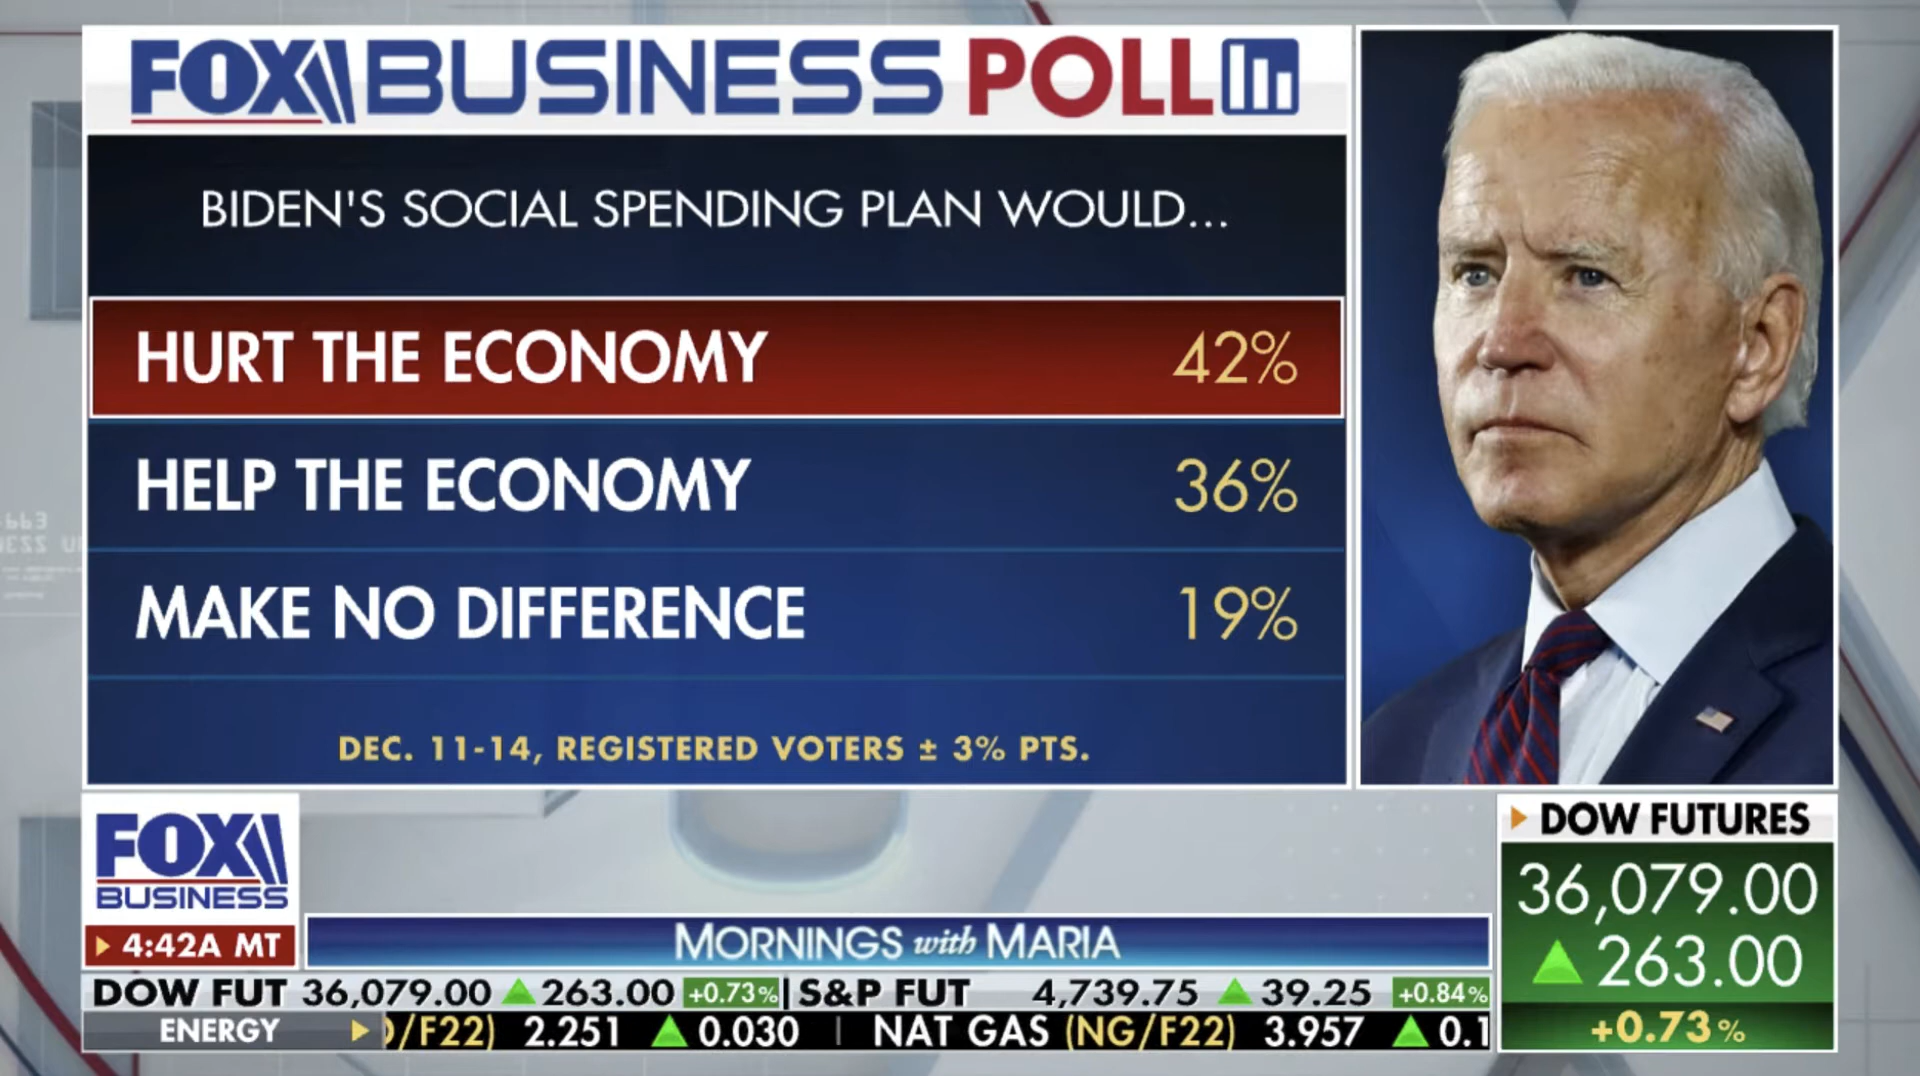 FOX BUSINESS POLL
BIDEN'S SOCIAL SPENDING PLAN WOULD...
HURT THE ECONOMY 42%
HELP THE ECONOMY 36%
MAKE NO DIFFERENCE 19%
DEC. 11-14, REGISTERED VOTERS ± 3% PTS.
FOX
BUSINESS
4:42A MT
MORNINGS with MARIA
DOW FUTURES
36,079.00
263.00
+0.73%
DOW FUT 36,079.00 263.00 +0.73% S&P FUT 4,739.75 39.25 +0.84%
ENERGY /F22) 2.251 0.030 NAT GAS (NG/F22) 3.957 0.1